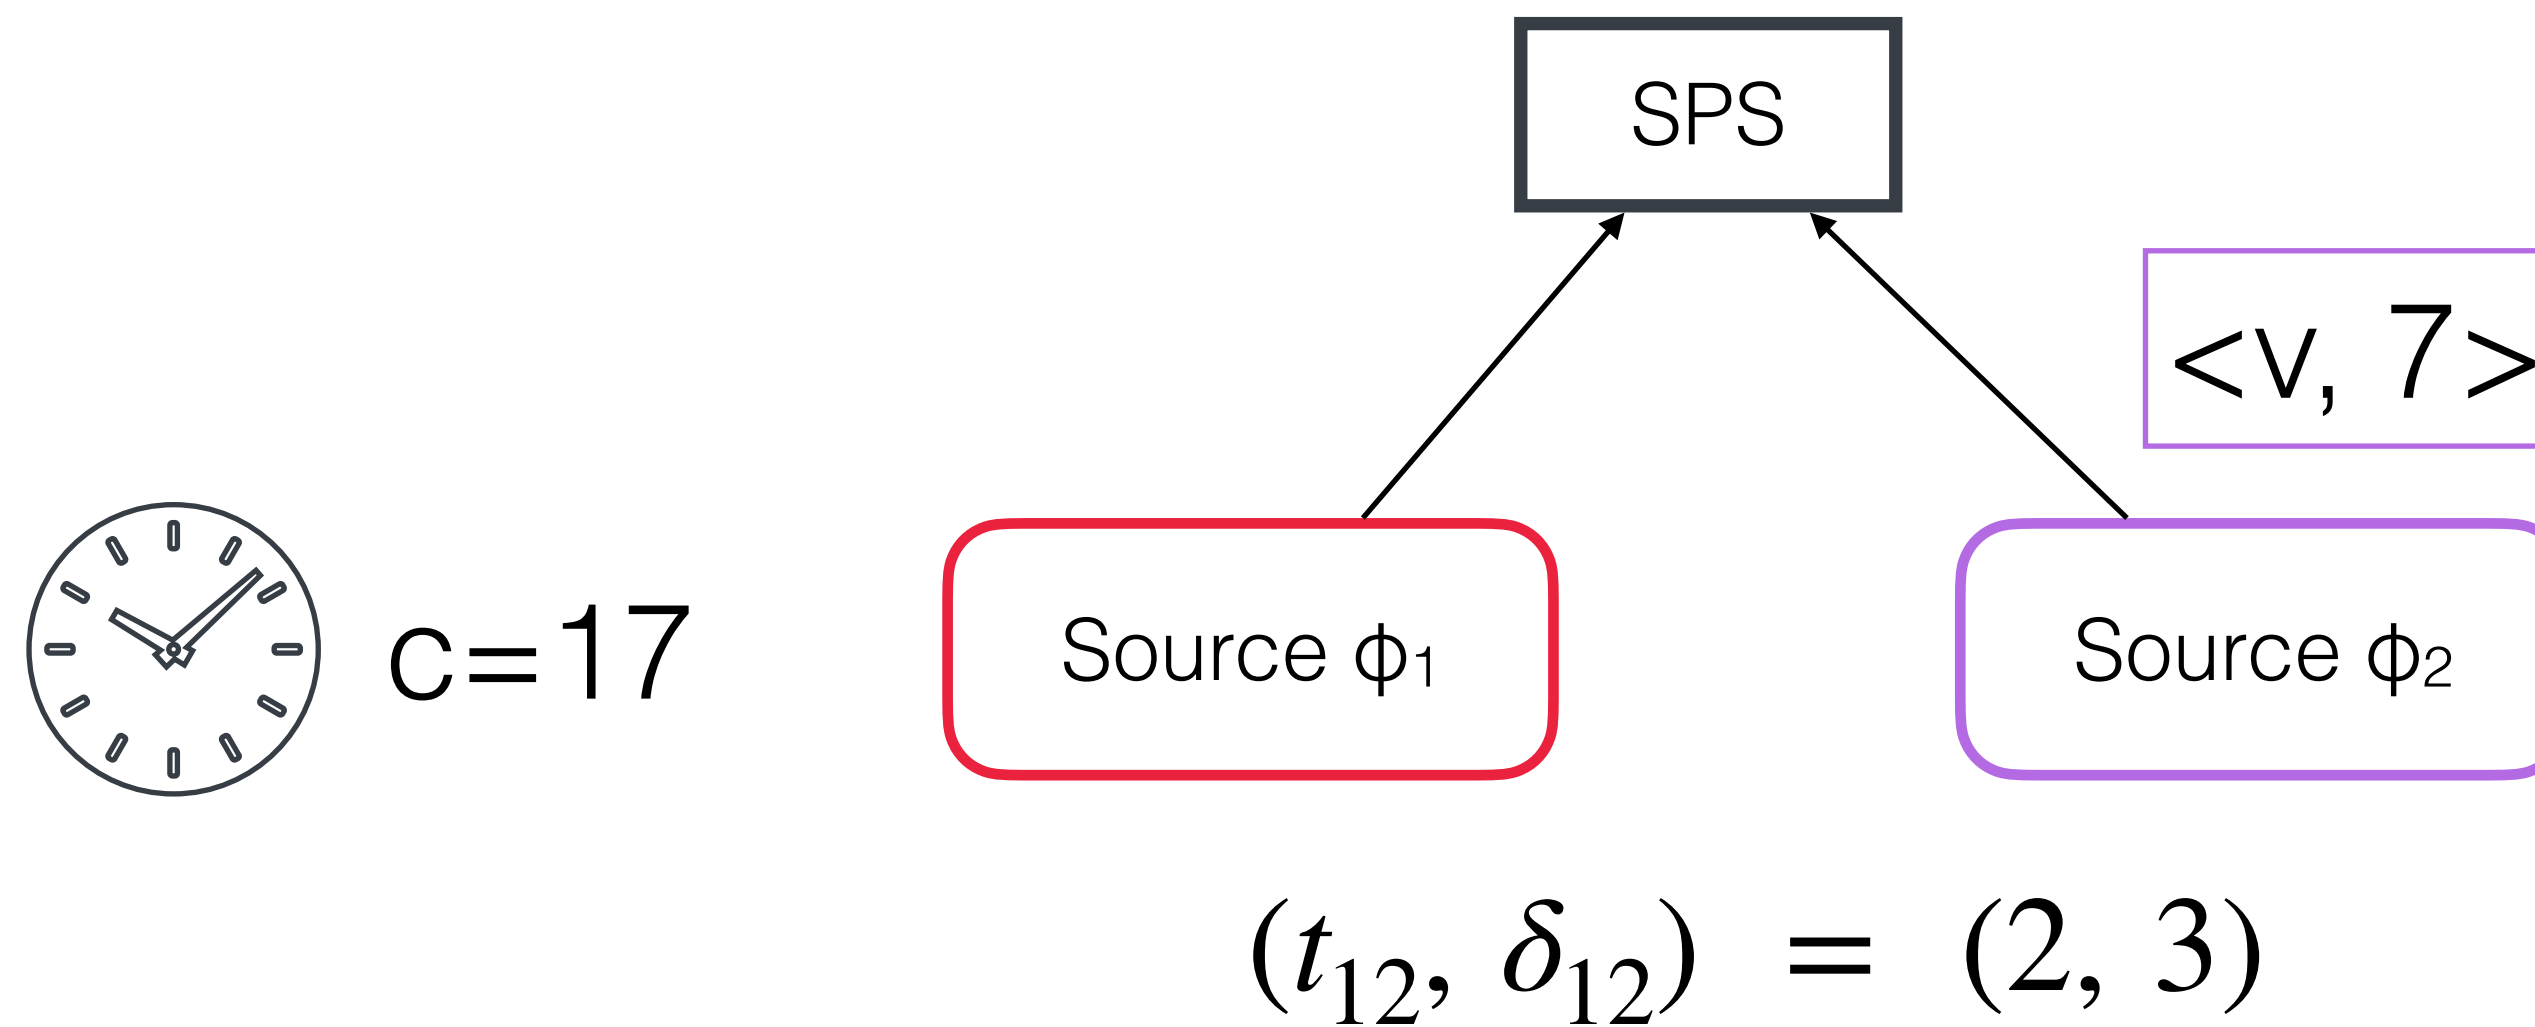 SPS
<v, 7>
c=17
Source ϕ₁
Source ϕ₂
(t₁₂, δ₁₂) = (2, 3)